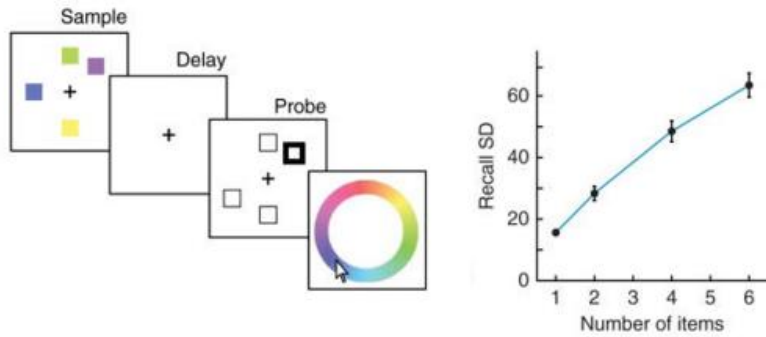 Sample
Delay
Probe
Recall SD
60
40
20
0
1 2 3 4 5 6
Number of items